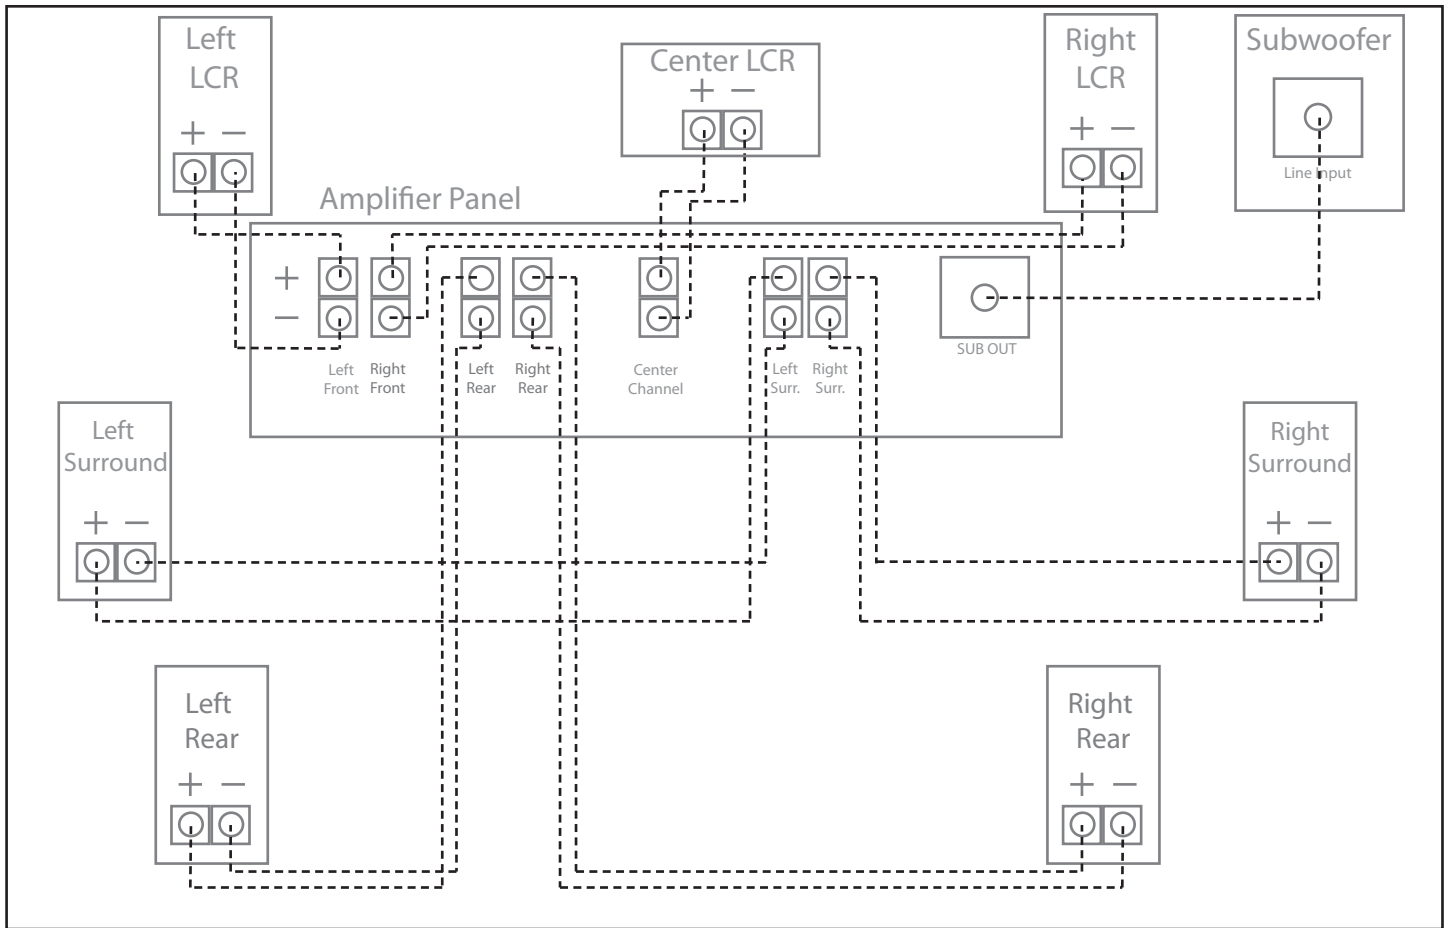 Left
LCR
+ −
Center LCR
+ −
Right
LCR
+ −
Subwoofer
Line Input
Amplifier Panel
+
−
Left
Front
Right
Front
Left
Rear
Right
Rear
Center
Channel
Left
Surr.
Right
Surr.
SUB OUT
Left
Surround
+ −
Right
Surround
+ −
Left
Rear
+ −
Right
Rear
+ −